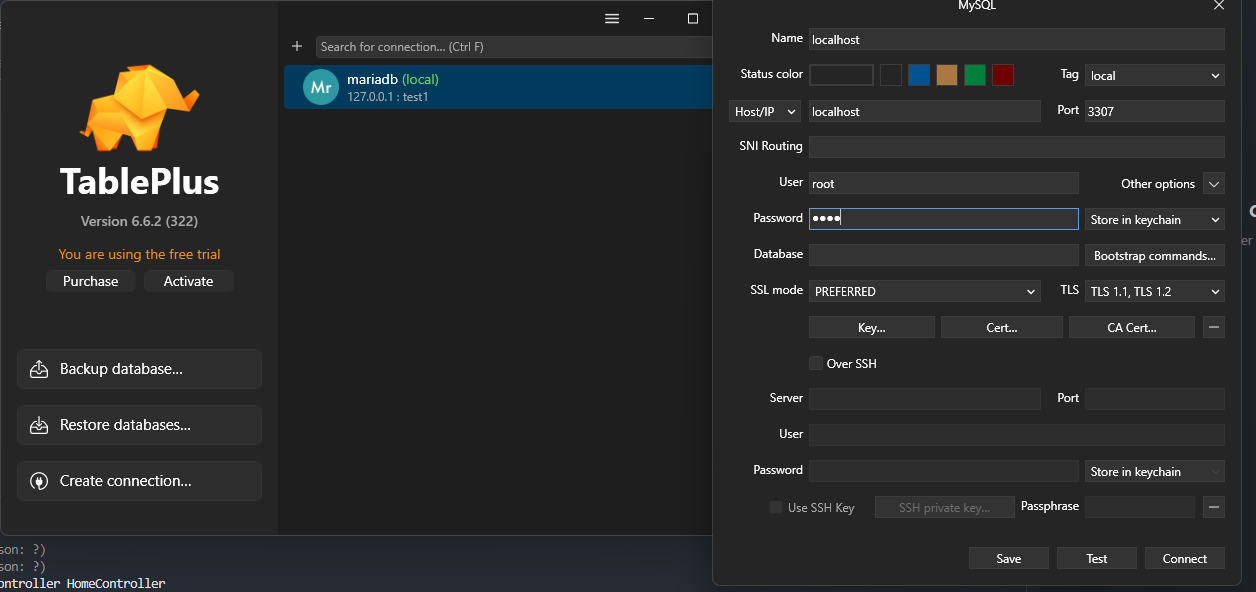 MySQL
Search for connection... (Ctrl F)
Mr
mariadb (local)
127.0.0.1 : test1
TablePlus
Version 6.6.2 (322)
You are using the free trial
Purchase
Activate
Backup database...
Restore databases...
Create connection...
Name
localhost
Status color
Tag
local
Host/IP
localhost
Port
3307
SNI Routing
User
root
Other options
Password
••••
Store in keychain
Database
Bootstrap commands...
SSL mode
PREFERRED
TLS
TLS 1.1, TLS 1.2
Key...
Cert...
CA Cert...
Over SSH
Server
Port
User
Password
Store in keychain
Use SSH Key
SSH private key...
Passphrase
Save
Test
Connect
son: ?)
son: ?)
ontroller HomeController
er